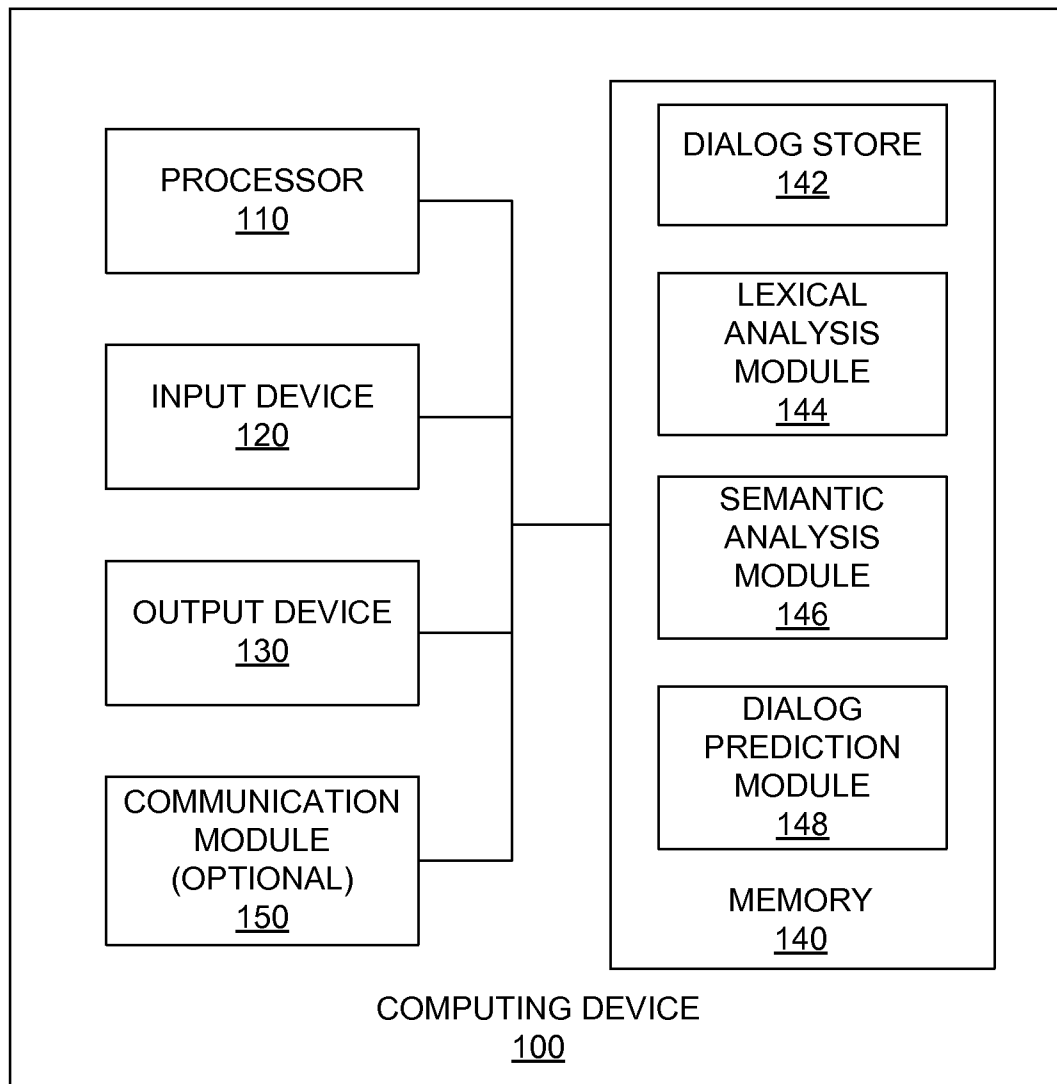 PROCESSOR
110
INPUT DEVICE
120
OUTPUT DEVICE
130
COMMUNICATION
MODULE
(OPTIONAL)
150
DIALOG STORE
142
LEXICAL
ANALYSIS
MODULE
144
SEMANTIC
ANALYSIS
MODULE
146
DIALOG
PREDICTION
MODULE
148
MEMORY
140
COMPUTING DEVICE
100